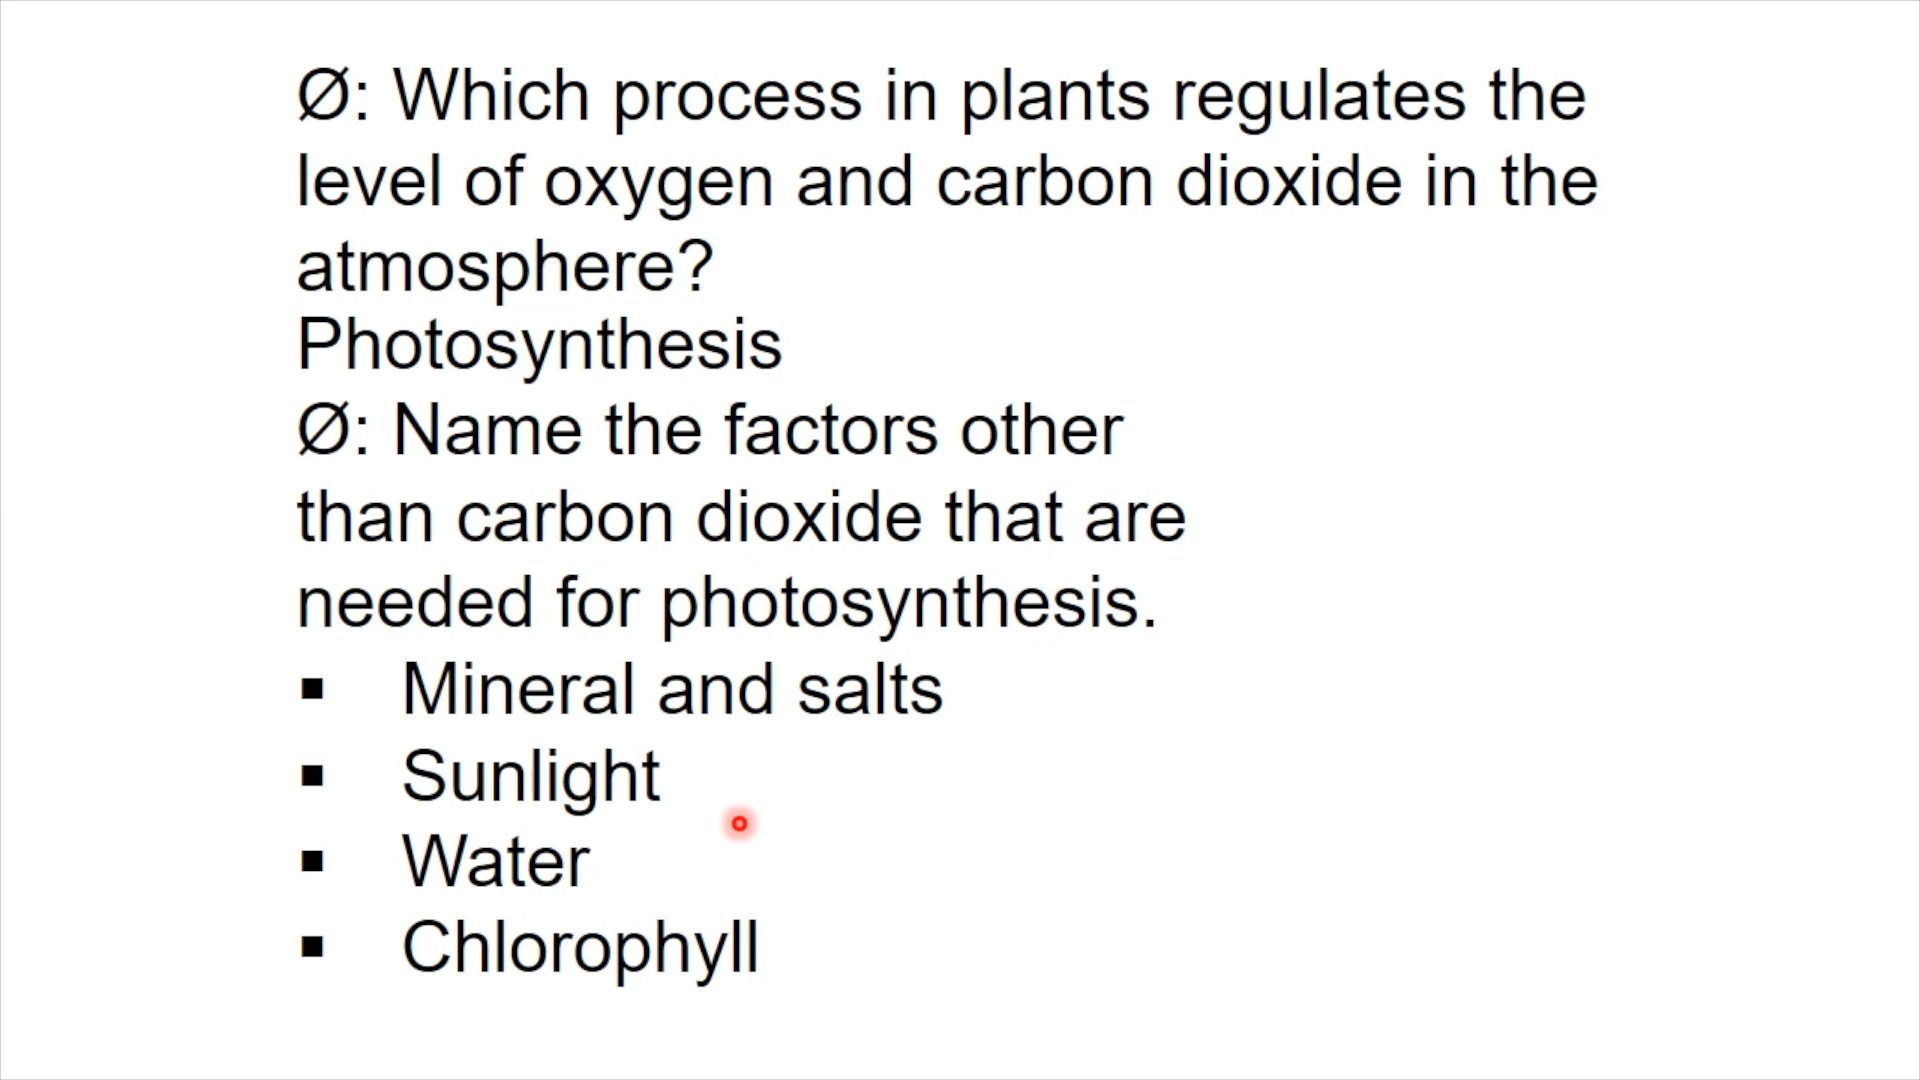 Ø: Which process in plants regulates the
level of oxygen and carbon dioxide in the
atmosphere?
Photosynthesis
Ø: Name the factors other
than carbon dioxide that are
needed for photosynthesis.
▪ Mineral and salts
▪ Sunlight
▪ Water
▪ Chlorophyll